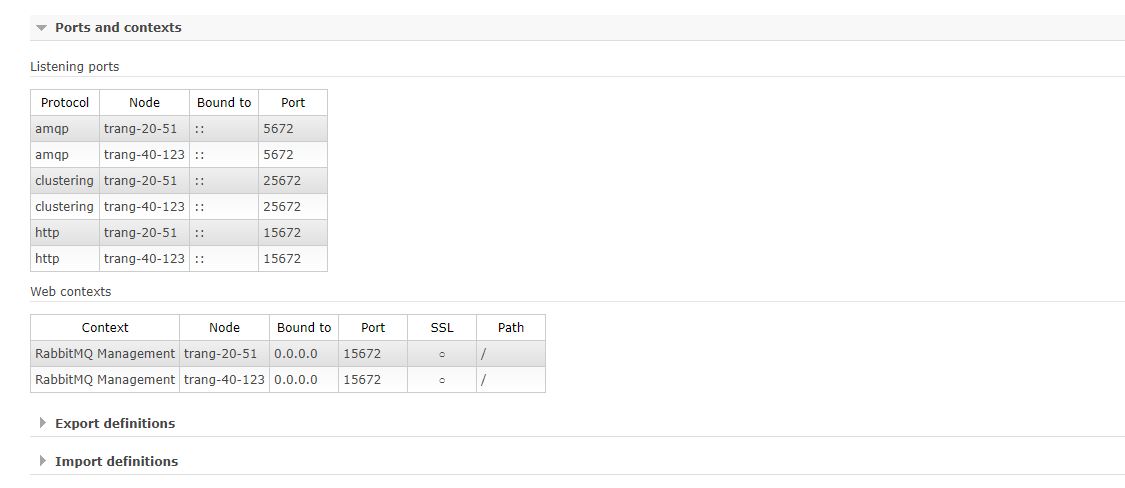 Ports and contexts
Listening ports
Protocol Node Bound to Port
amqp trang-20-51 :: 5672
amqp trang-40-123 :: 5672
clustering trang-20-51 :: 25672
clustering trang-40-123 :: 25672
http trang-20-51 :: 15672
http trang-40-123 :: 15672
Web contexts
Context Node Bound to Port SSL Path
RabbitMQ Management trang-20-51 0.0.0.0 15672 ○ /
RabbitMQ Management trang-40-123 0.0.0.0 15672 ○ /
Export definitions
Import definitions